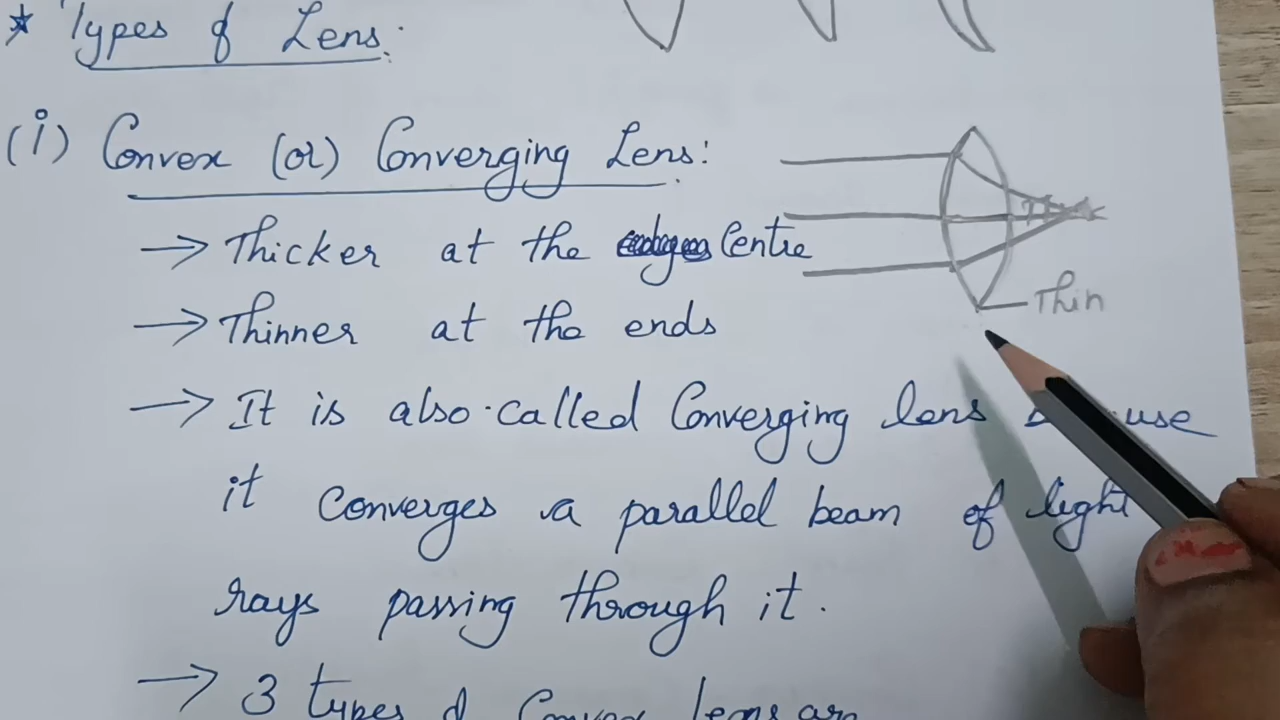 * Types of Lens:
(i) Convex (or) Converging Lens:
→ Thicker at the Centre
→ Thinner at the ends
Thin
→ It is also called Converging lens
it converges a parallel beam of light
rays passing through it.
→ 3 types of Convex lens are